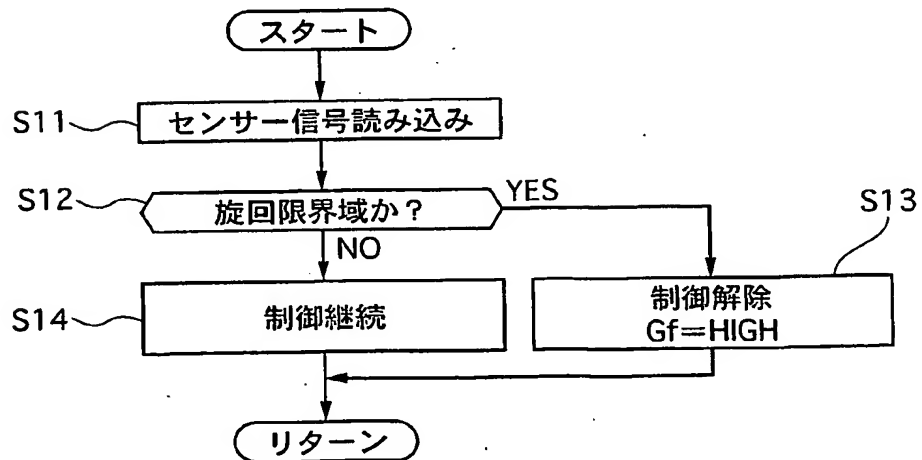 スタート
S11
センサー信号読み込み
S12
旋回限界域か?
YES
S13
NO
S14
制御継続
制御解除
Gf=HIGH
リターン